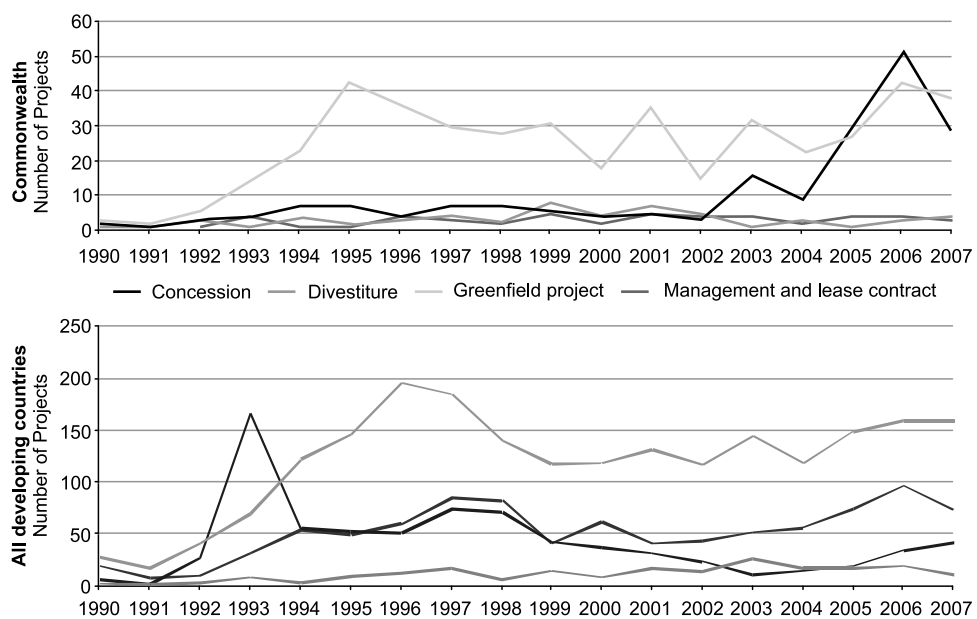 Commonwealth
Number of Projects
60
50
40
30
20
10
0
1990 1991 1992 1993 1994 1995 1996 1997 1998 1999 2000 2001 2002 2003 2004 2005 2006 2007
Concession Divestiture Greenfield project Management and lease contract
All developing countries
Number of Projects
250
200
150
100
50
0
1990 1991 1992 1993 1994 1995 1996 1997 1998 1999 2000 2001 2002 2003 2004 2005 2006 2007